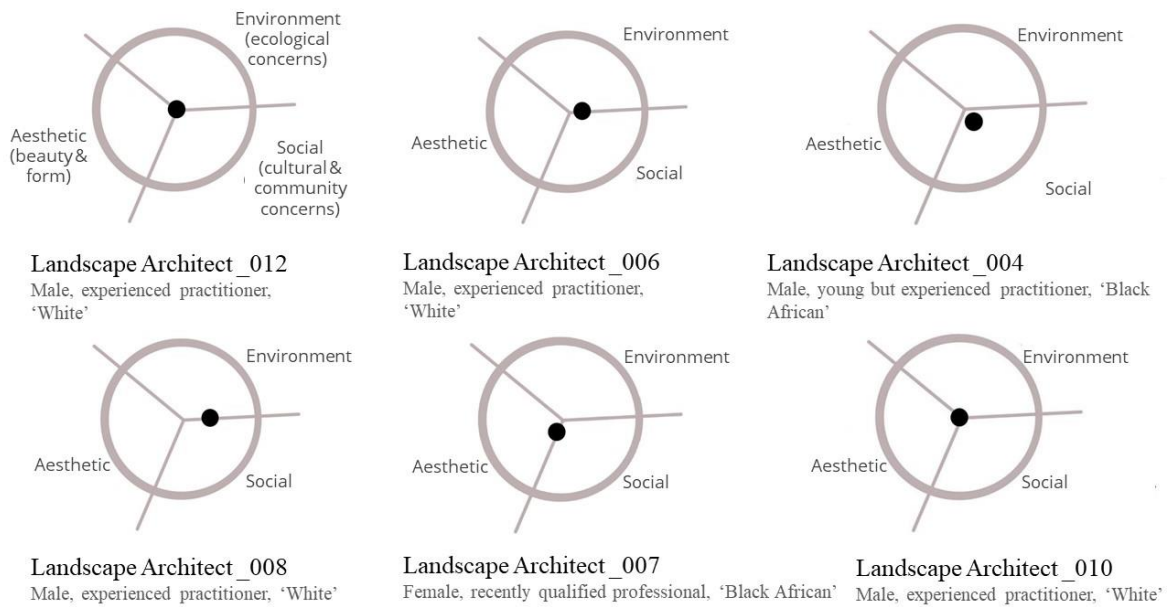 Environment
(ecological
concerns)
Aesthetic
(beauty &
form)
Social
(cultural &
community
concerns)
Landscape Architect _012
Male, experienced practitioner,
‘White’
Environment
Aesthetic
Social
Landscape Architect _006
Male, experienced practitioner,
‘White’
Environment
Aesthetic
Social
Landscape Architect _004
Male, young but experienced practitioner, ‘Black
African’
Environment
Aesthetic
Social
Landscape Architect _008
Male, experienced practitioner, ‘White’
Environment
Aesthetic
Social
Landscape Architect _007
Female, recently qualified professional, ‘Black African’
Environment
Aesthetic
Social
Landscape Architect _010
Male, experienced practitioner, ‘White’